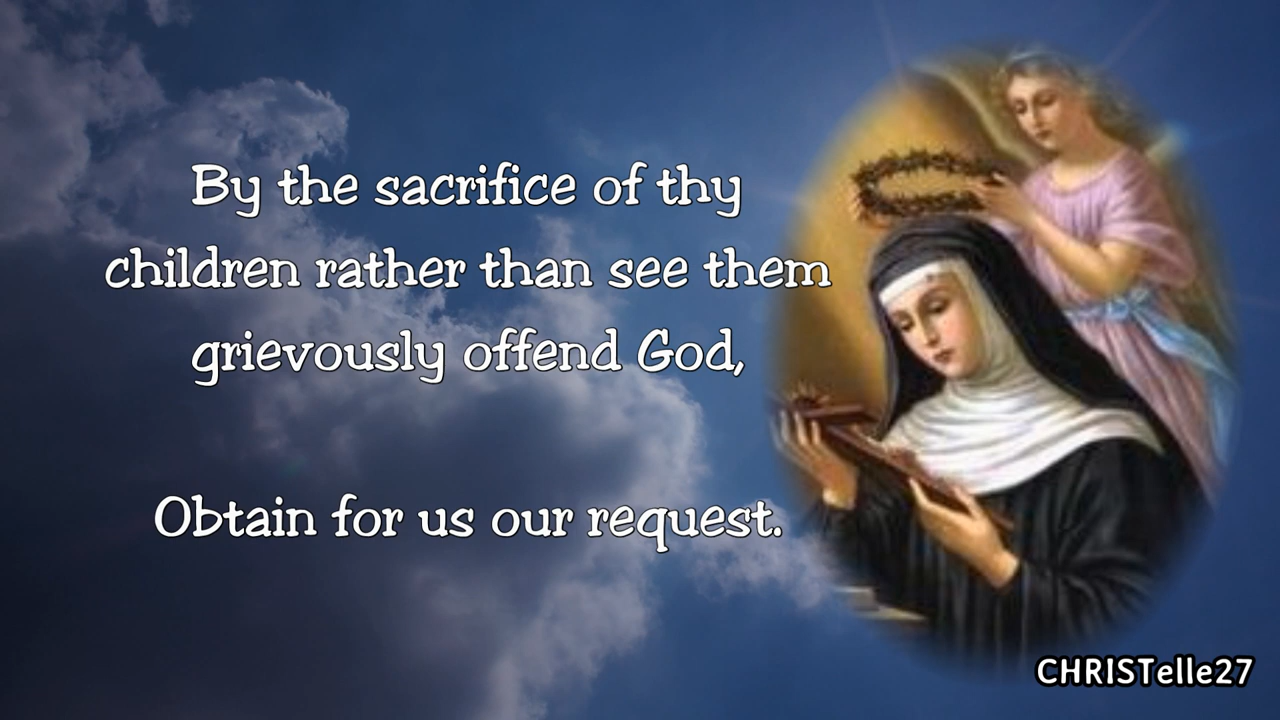 By the sacrifice of thy
children rather than see them
grievously offend God,
Obtain for us our request.
CHRISTelle27